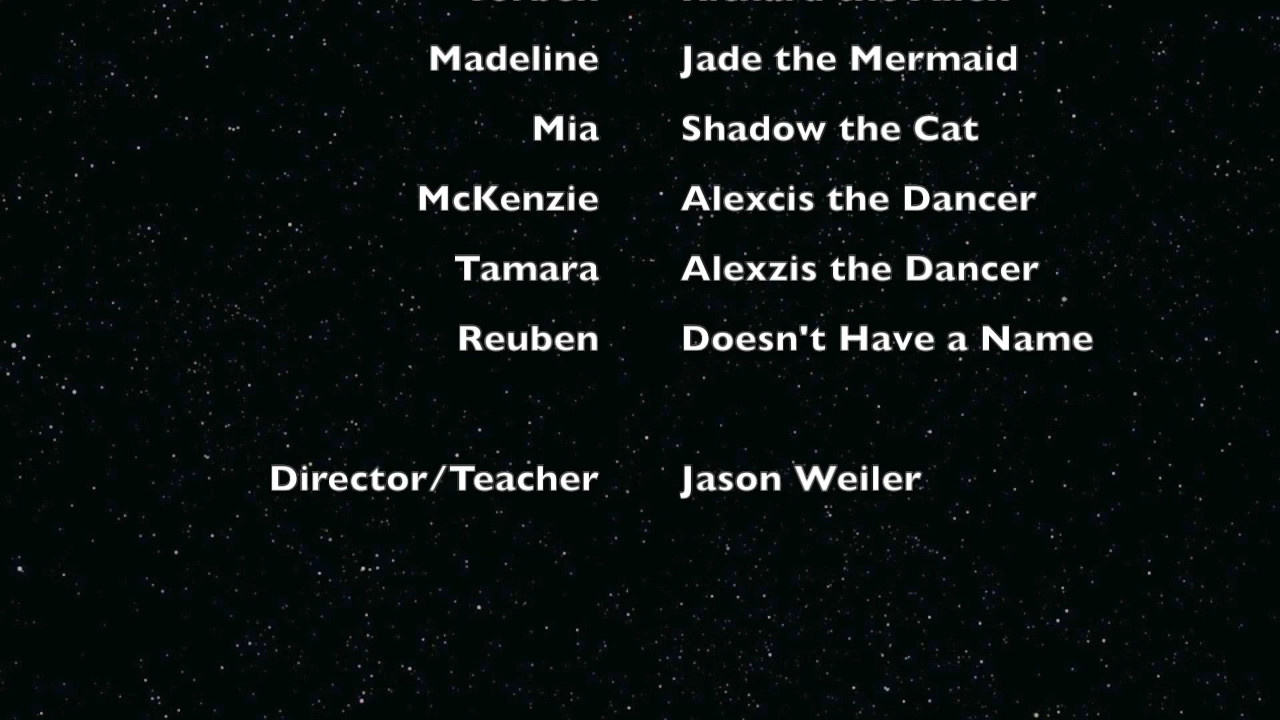 Madeline Jade the Mermaid
Mia Shadow the Cat
McKenzie Alexcis the Dancer
Tamara Alexzis the Dancer
Reuben Doesn't Have a Name
Director/Teacher Jason Weiler